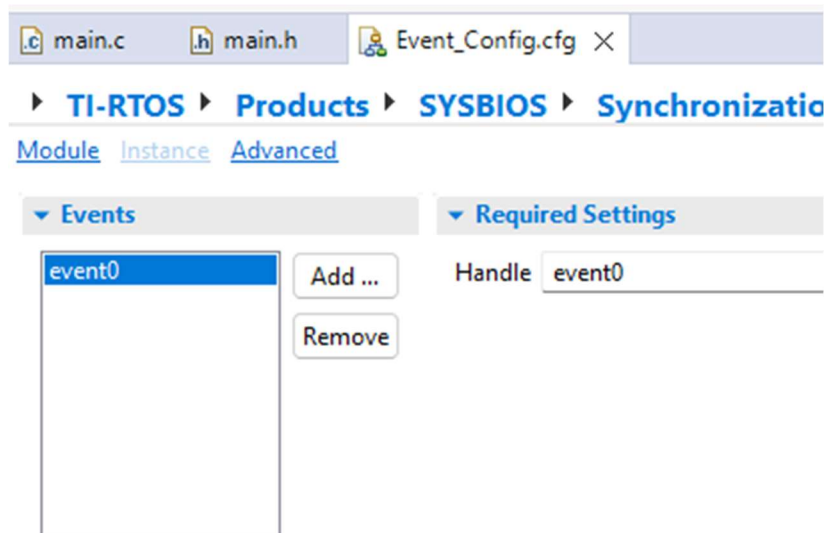 main.c main.h Event_Config.cfg
TI-RTOS Products SYSBIOS
Module Instance Advanced
Events Required Settings
event0 Add ... Handle event0
Remove